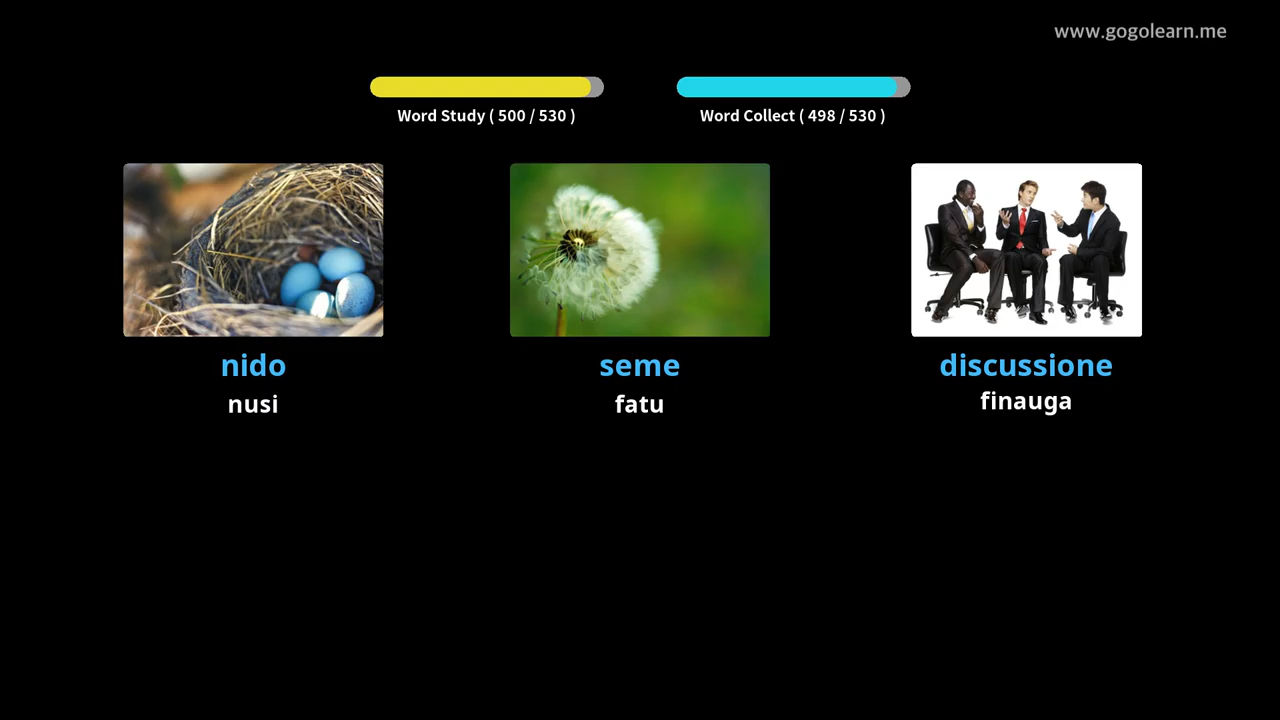 www.gogolearn.me
Word Study ( 500 / 530 )
Word Collect ( 498 / 530 )
nido
nusi
seme
fatu
discussione
finauga